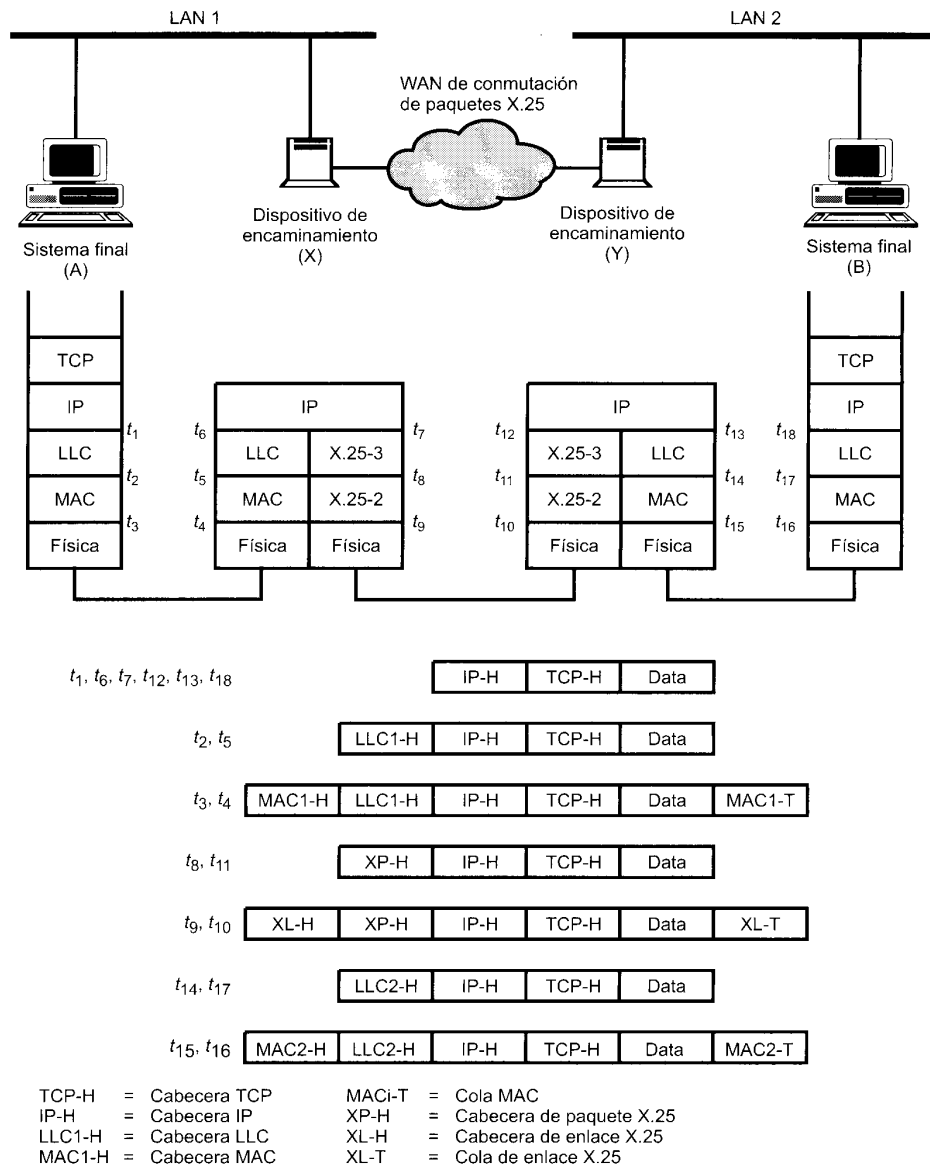 LAN 1 LAN 2
WAN de conmutación
de paquetes X.25
Sistema final
(A)
Dispositivo de
encaminamiento
(X)
Dispositivo de
encaminamiento
(Y)
Sistema final
(B)
TCP TCP
IP IP IP IP
t1 t6 t7 t12 t13 t18
LLC LLC X.25-3 X.25-3 LLC LLC
t2 t5 t8 t11 t14 t17
MAC MAC X.25-2 X.25-2 MAC MAC
t3 t4 t9 t10 t15 t16
Física Física Física Física Física Física
t1, t6, t7, t12, t13, t18 IP-H TCP-H Data
t2, t5 LLC1-H IP-H TCP-H Data
t3, t4 MAC1-H LLC1-H IP-H TCP-H Data MAC1-T
t8, t11 XP-H IP-H TCP-H Data
t9, t10 XL-H XP-H IP-H TCP-H Data XL-T
t14, t17 LLC2-H IP-H TCP-H Data
t15, t16 MAC2-H LLC2-H IP-H TCP-H Data MAC2-T
TCP-H = Cabecera TCP MACi-T = Cola MAC
IP-H = Cabecera IP XP-H = Cabecera de paquete X.25
LLC1-H = Cabecera LLC XL-H = Cabecera de enlace X.25
MAC1-H = Cabecera MAC XL-T = Cola de enlace X.25